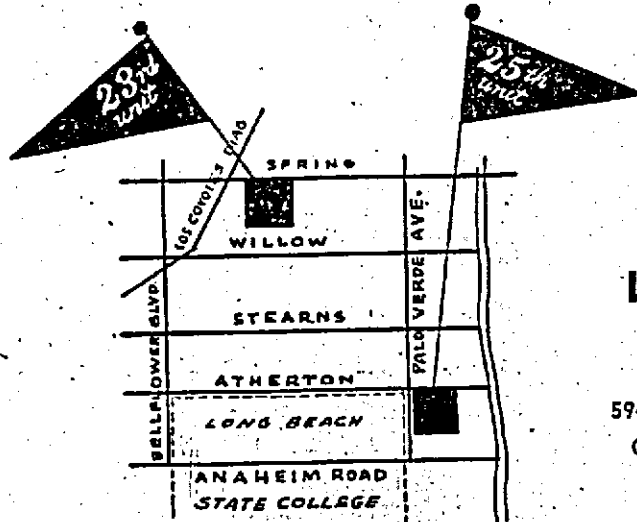 23rd
unit
25th
unit
LOS COYOTES DIAG
SPRING
WILLOW
PALO VERDE AVE.
BELLFLOWER BLVD.
STEARNS
ATHERTON
LONG BEACH
ANAHEIM ROAD
STATE COLLEGE